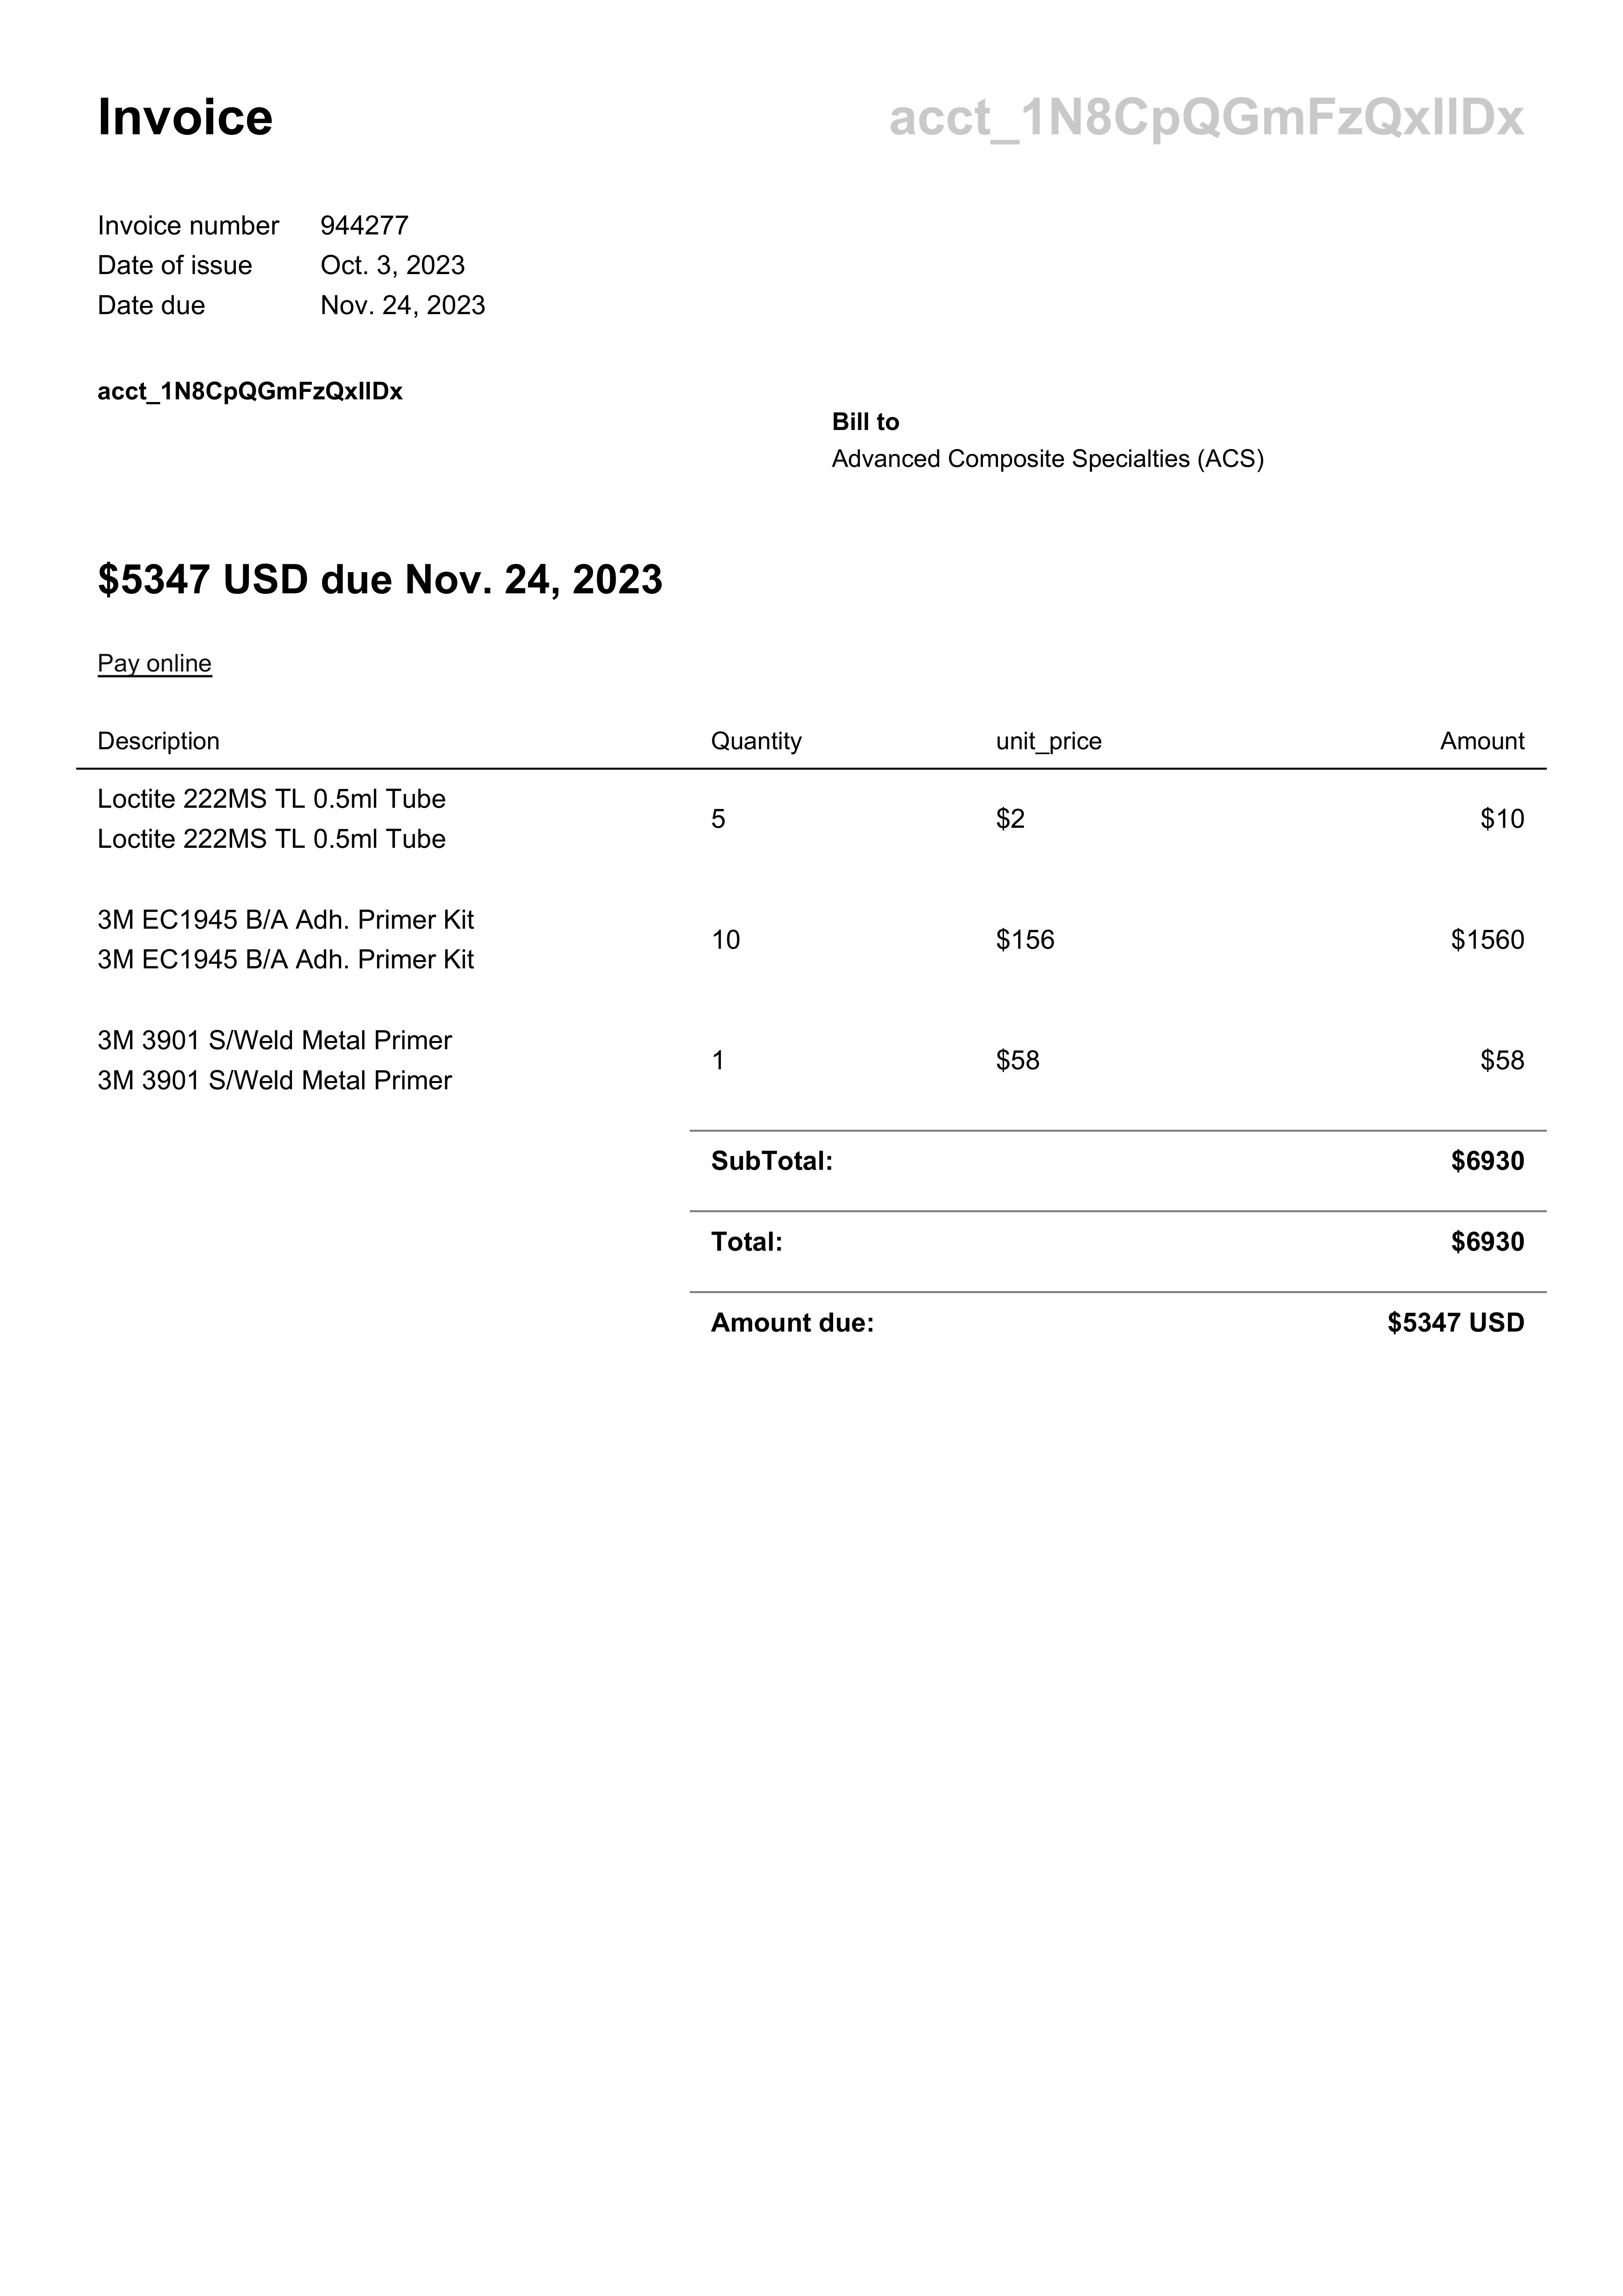 Invoice
acct_1N8CpQGmFzQxIlDx
Invoice number 944277
Date of issue Oct. 3, 2023
Date due Nov. 24, 2023
acct_1N8CpQGmFzQxIlDx
Bill to
Advanced Composite Specialties (ACS)
$5347 USD due Nov. 24, 2023
Pay online
Description Quantity unit_price Amount
Loctite 222MS TL 0.5ml Tube
Loctite 222MS TL 0.5ml Tube
5 $2 $10
3M EC1945 B/A Adh. Primer Kit
3M EC1945 B/A Adh. Primer Kit
10 $156 $1560
3M 3901 S/Weld Metal Primer
3M 3901 S/Weld Metal Primer
1 $58 $58
SubTotal: $6930
Total: $6930
Amount due: $5347 USD